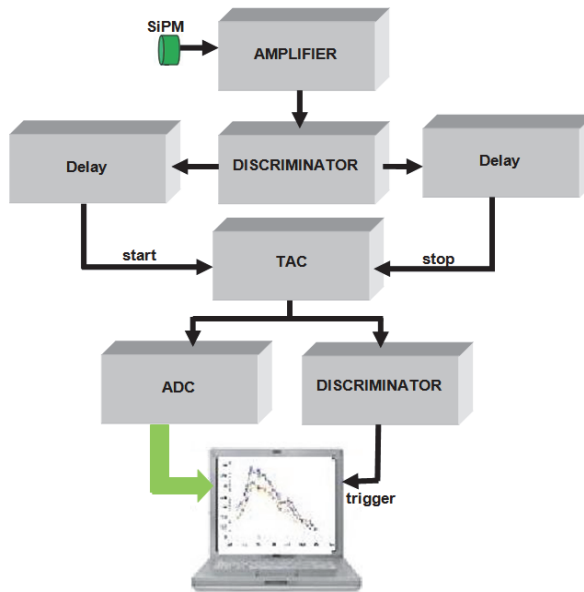 SiPM
AMPLIFIER
Delay
DISCRIMINATOR
Delay
start
TAC
stop
ADC
DISCRIMINATOR
trigger